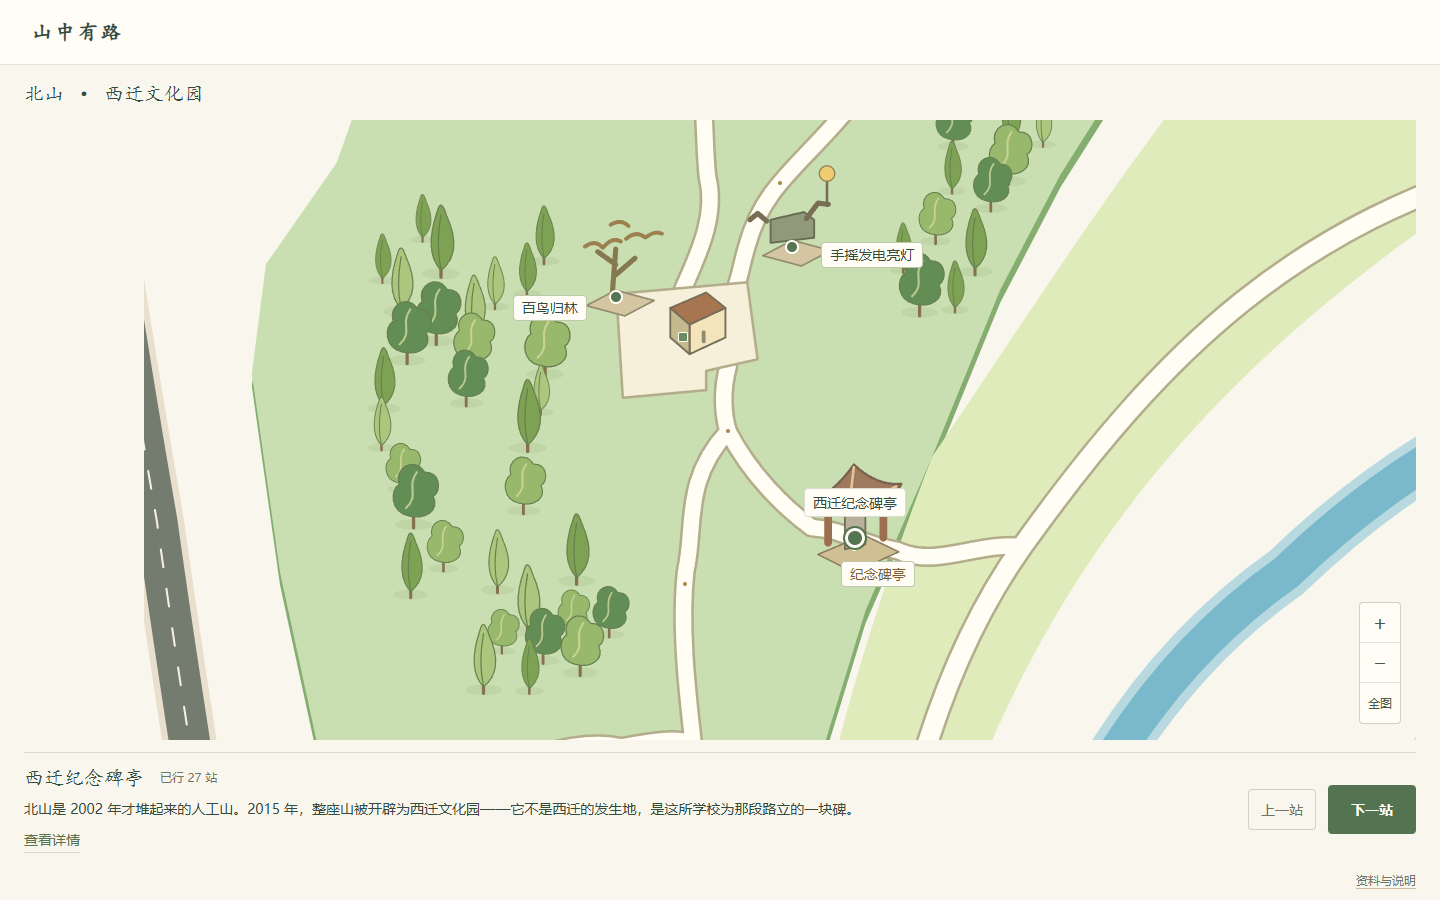 山中有路
北山 • 西迁文化园
手摇发电亮灯
百鸟归林
西迁纪念碑亭
纪念碑亭
+
−
全图
西迁纪念碑亭 已行 27 站
北山是 2002 年才堆起来的人工山。2015 年，整座山被开辟为西迁文化园——它不是西迁的发生地，是这所学校为那段路立的一块碑。
查看详情
上一站 下一站
资料与说明